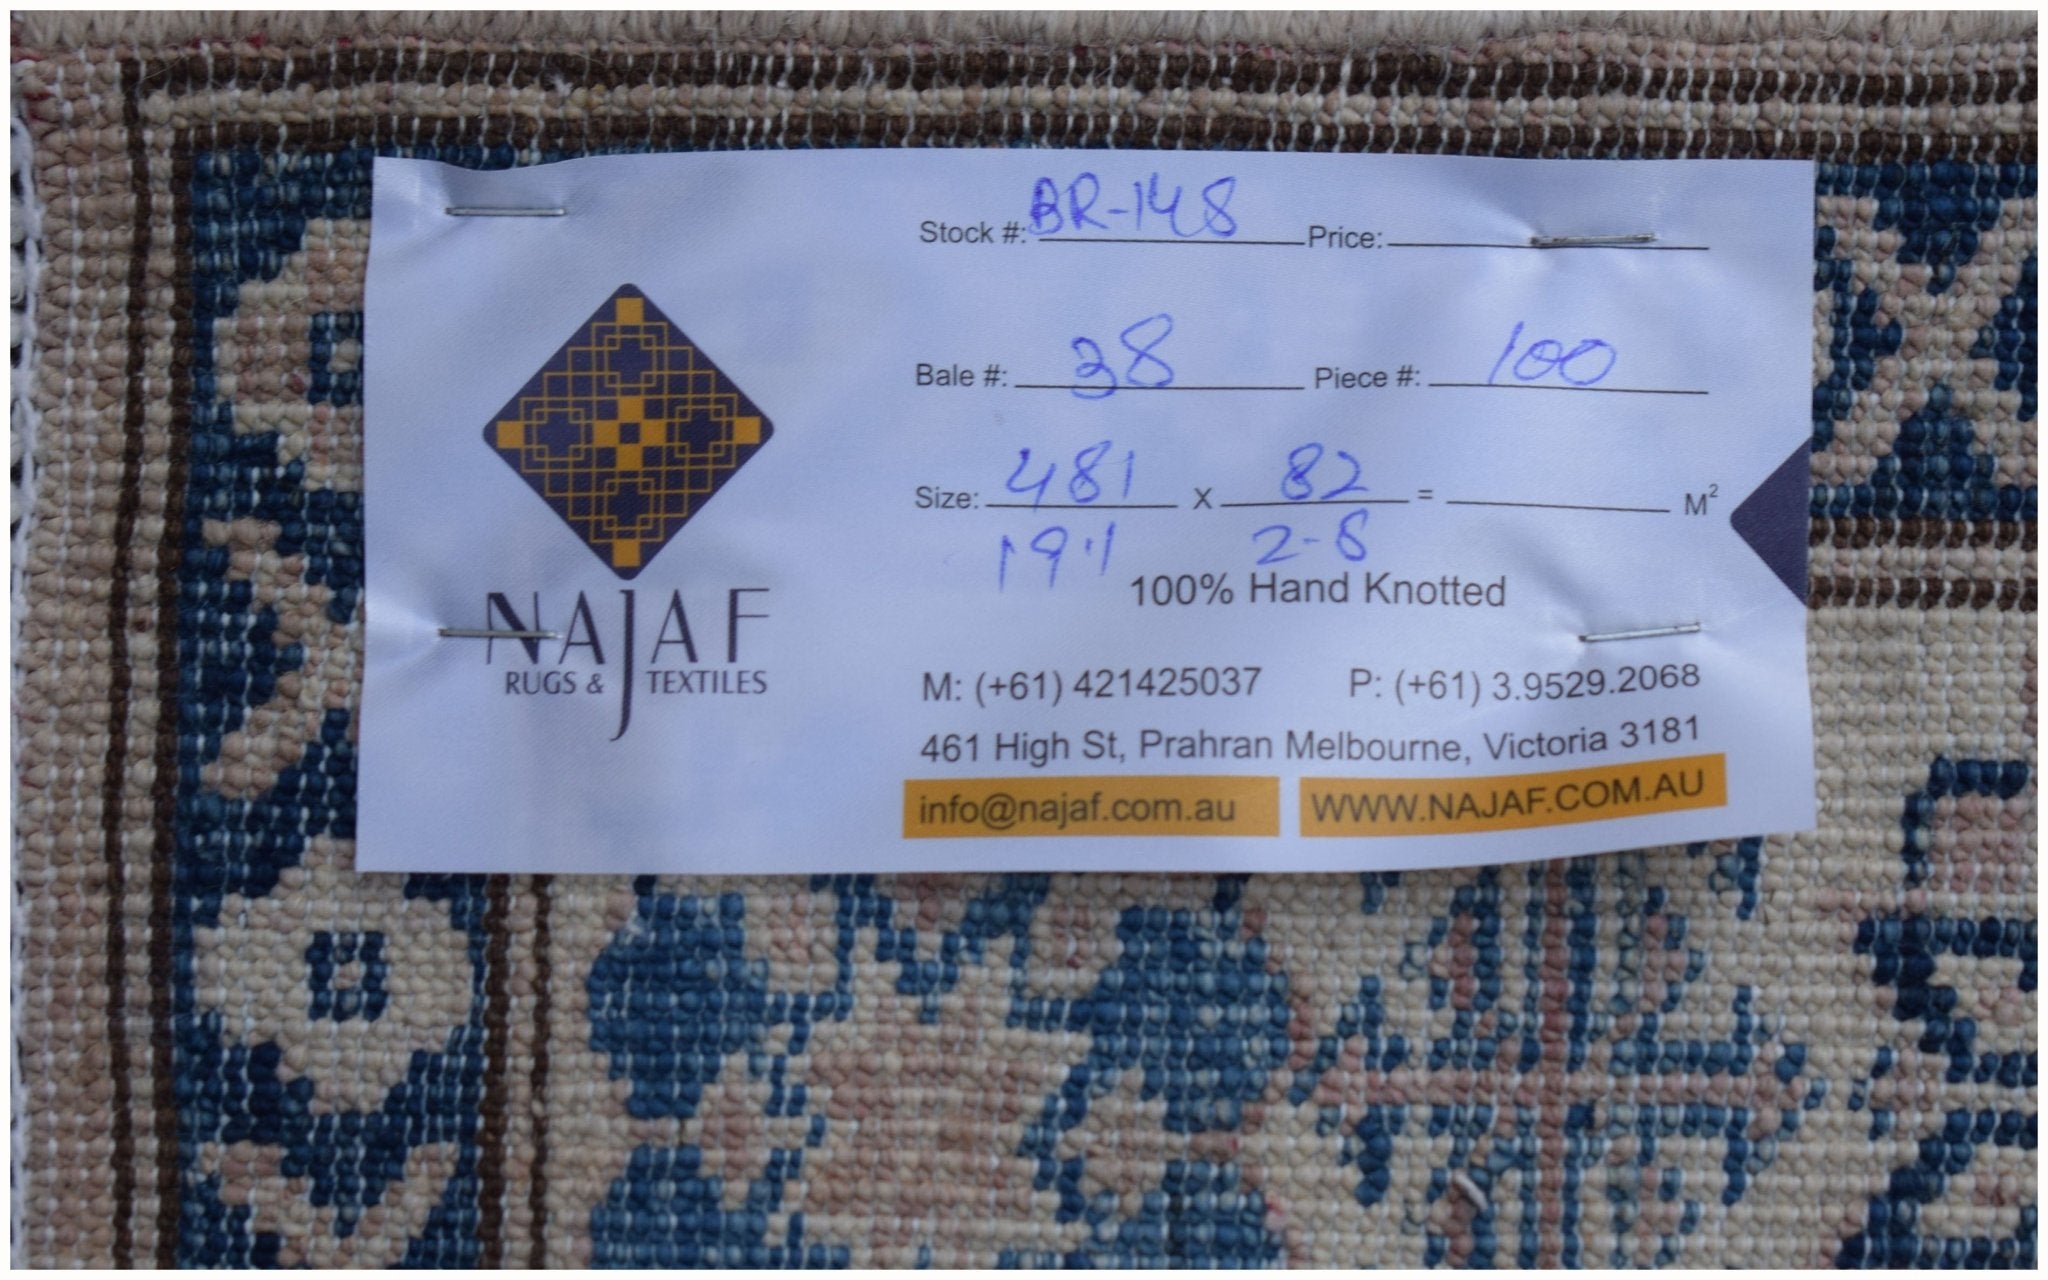 Stock #: BR-148 Price:
Bale #: 38 Piece #: 100
Size: 481 X 82 = M²
19.1 2-8
100% Hand Knotted
NAJAF
RUGS & TEXTILES
M: (+61) 421425037 P: (+61) 3.9529.2068
461 High St, Prahran Melbourne, Victoria 3181
info@najaf.com.au WWW.NAJAF.COM.AU